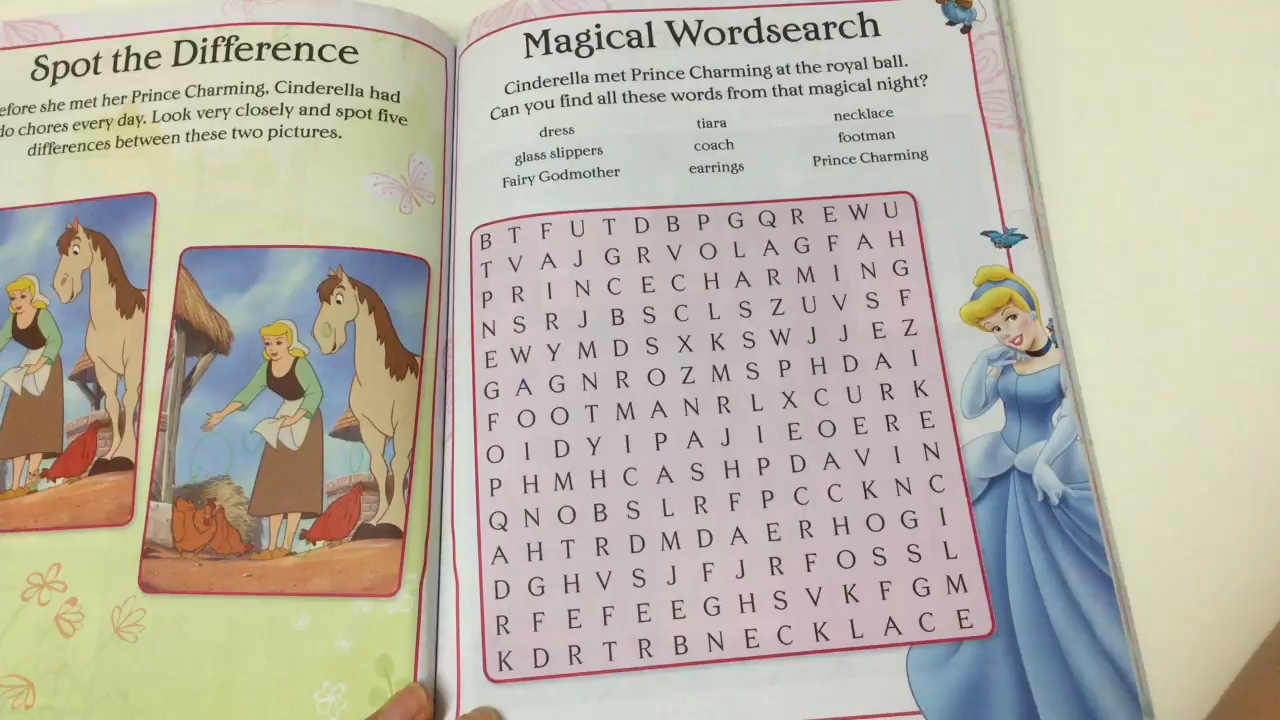 Spot the Difference
efore she met her Prince Charming, Cinderella had
do chores every day. Look very closely and spot five
differences between these two pictures.
Magical Wordsearch
Cinderella met Prince Charming at the royal ball.
Can you find all these words from that magical night?
dress tiara necklace
glass slippers coach footman
Fairy Godmother earrings Prince Charming
B T F U T D B P G Q R E W U
T V A J G R V O L A G F A H
P R I N C E C H A R M I N G
N S R J B S C L S Z U V S F
E W Y M D S X K S W J J E Z
G A G N R O Z M S P H D A I
F O O T M A N R L X C U R K
O I D Y I P A J I E O E R E
P H M H C A S H P D A V I N
Q N O B S L R F P C C K N C
A H T R D M D A E R H O G I
D G H V S J F J R F O S S L
R F E F E E G H S V K F G M
K D R T R B N E C K L A C E